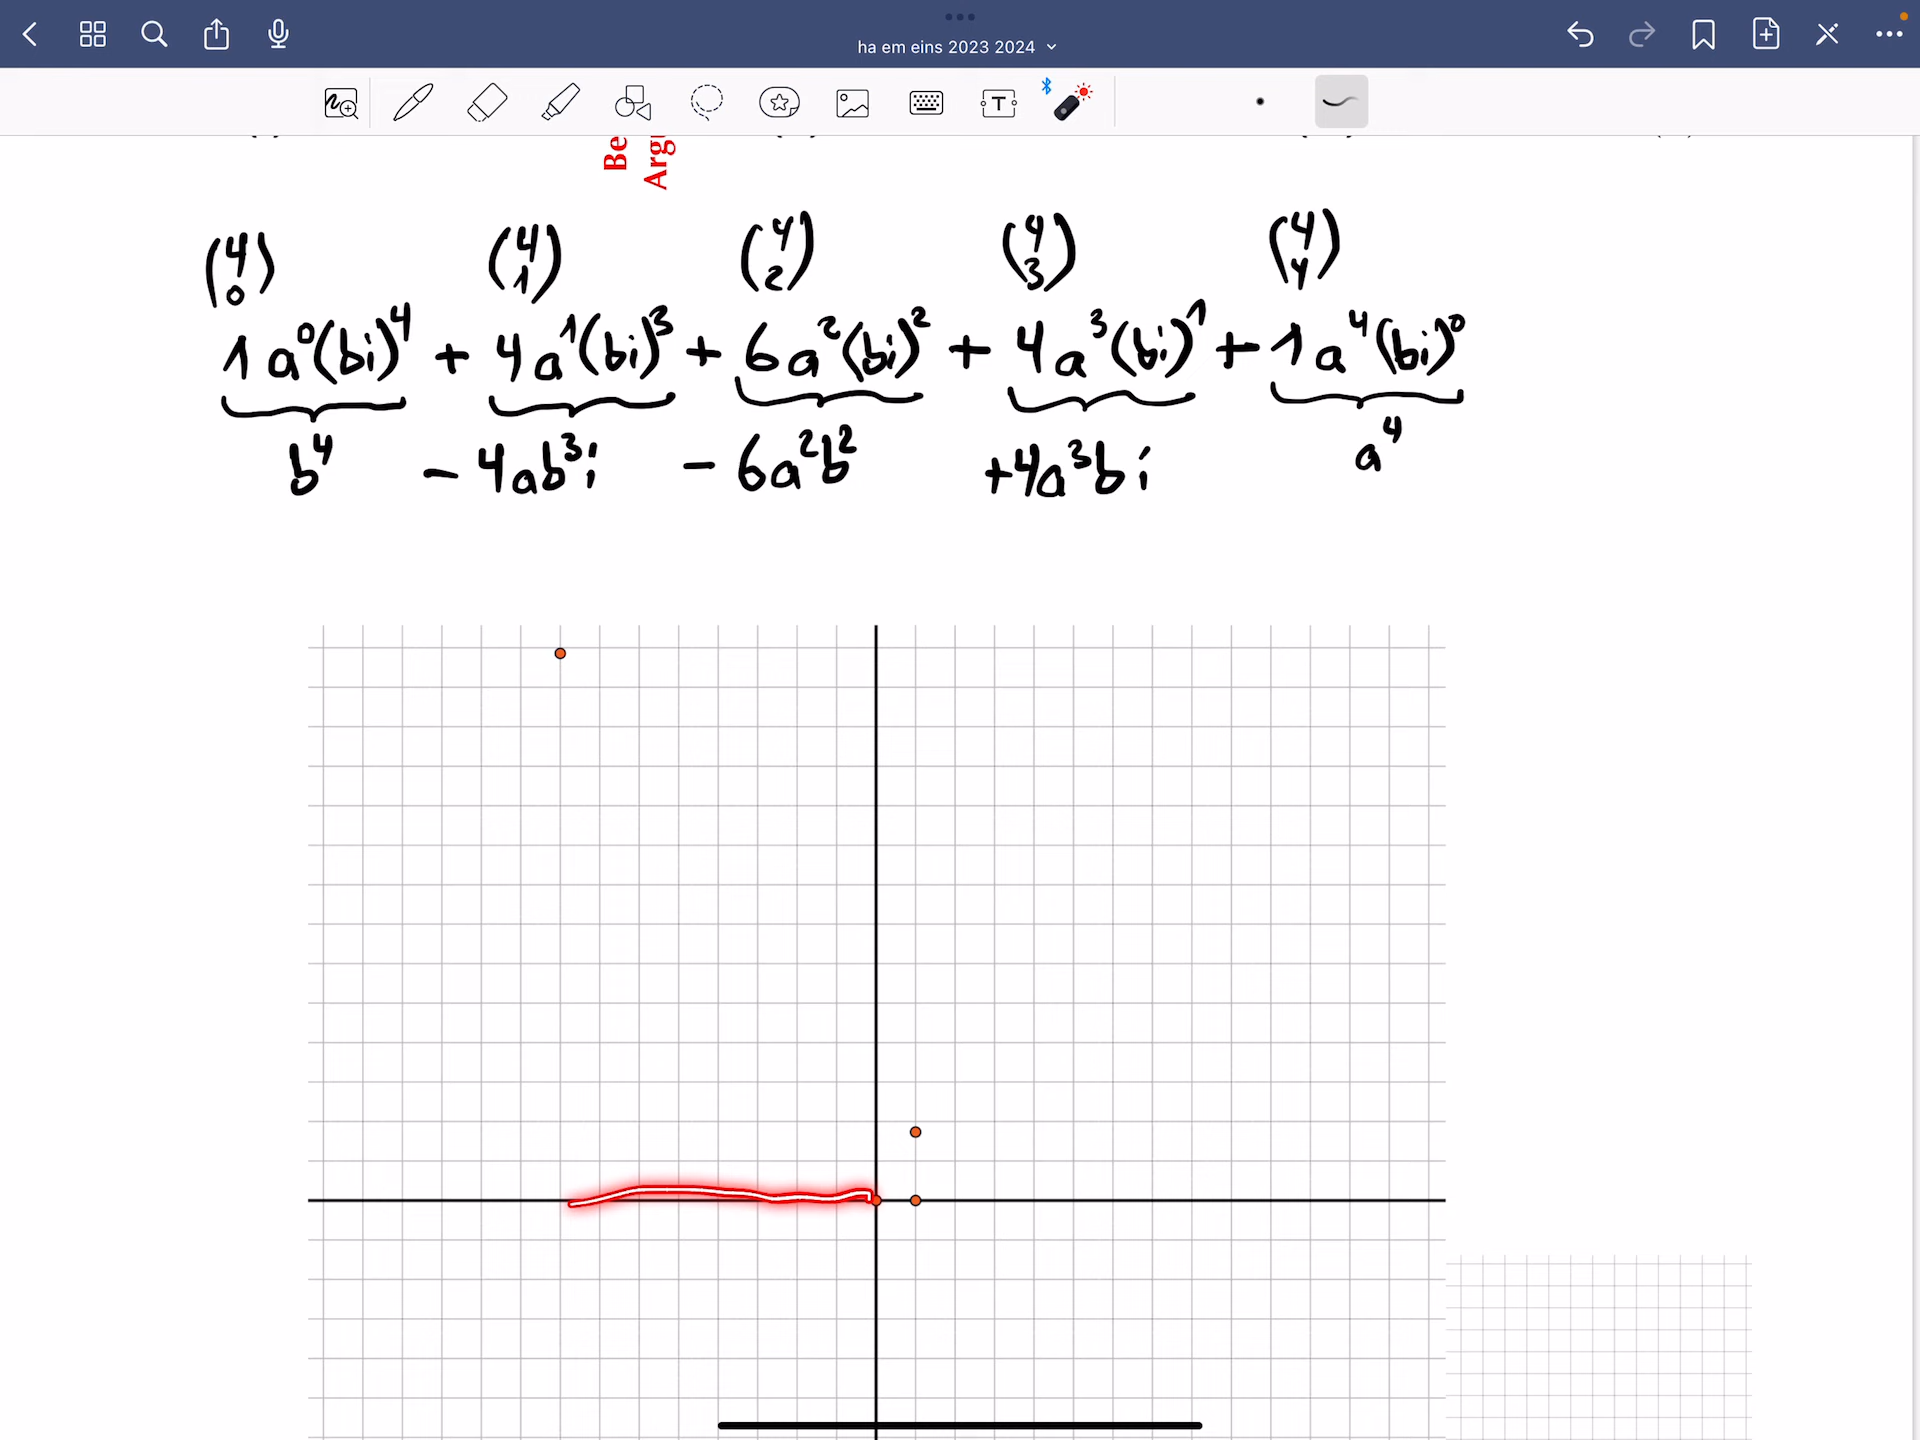 ha em eins 2023 2024
Be
Arg
(4 0) (4 1) (4 2) (4 3) (4 4)
1a⁰(bi)⁴ + 4a¹(bi)³ + 6a²(bi)² + 4a³(bi)¹ + 1a⁴(bi)⁰
b⁴ - 4ab³i - 6a²b² +4a³bi a⁴